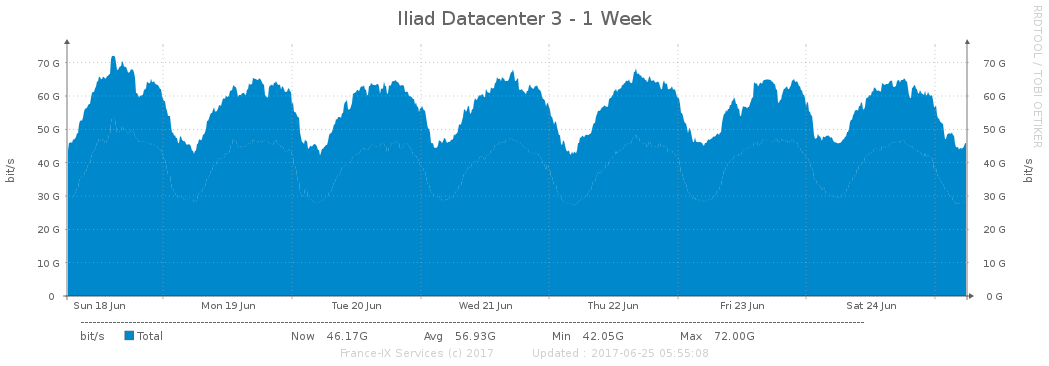 Iliad Datacenter 3 - 1 Week
RRDTOOL / TOBI OETIKER
70 G 70 G
60 G 60 G
50 G 50 G
40 G 40 G
bit/s bit/s
30 G 30 G
20 G 20 G
10 G 10 G
0 0 G
Sun 18 Jun Mon 19 Jun Tue 20 Jun Wed 21 Jun Thu 22 Jun Fri 23 Jun Sat 24 Jun
bit/s Total Now 46.17G Avg 56.93G Min 42.05G Max 72.00G
France-IX Services (c) 2017 Updated : 2017-06-25 05:55:08